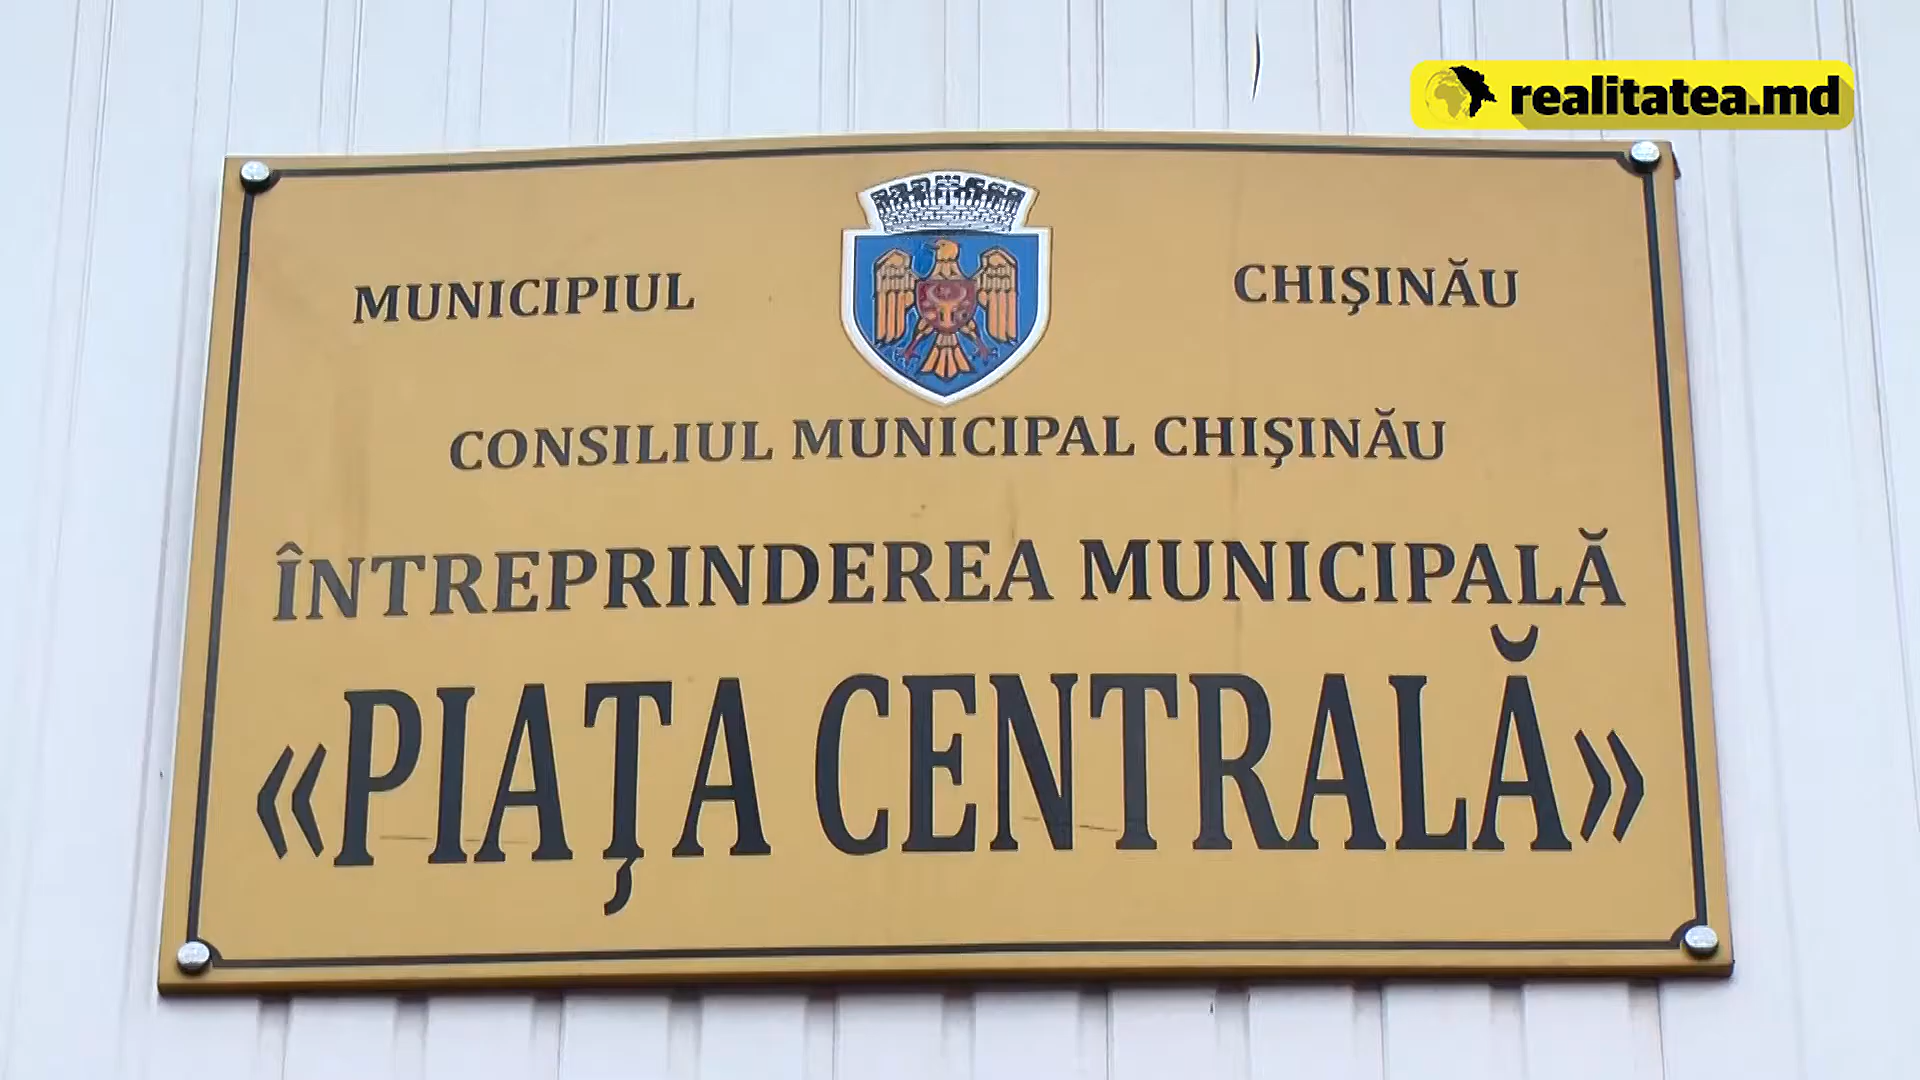 realitatea.md
MUNICIPIUL CHIŞINĂU
CONSILIUL MUNICIPAL CHIŞINĂU
ÎNTREPRINDEREA MUNICIPALĂ
«PIAŢA CENTRALĂ»